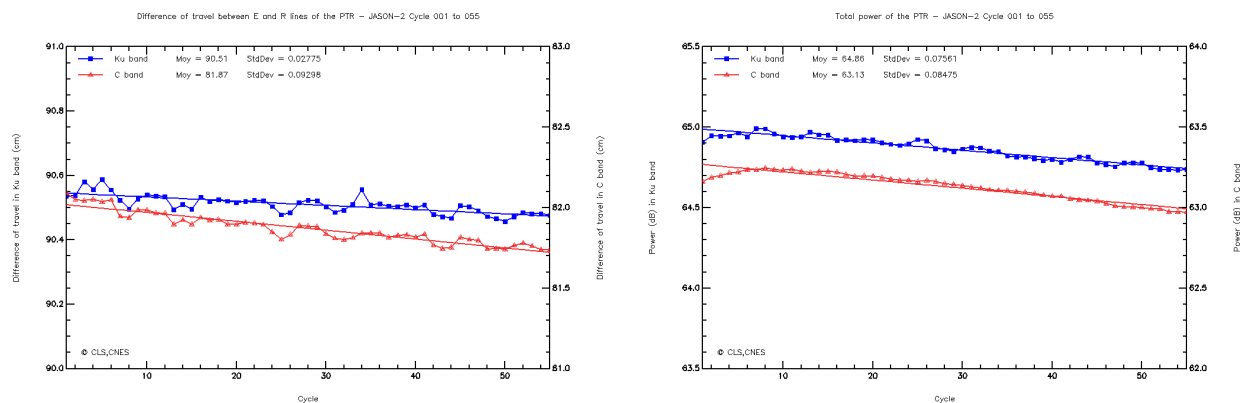 Difference of travel between E and R lines of the PTR - JASON-2 Cycle 001 to 055
91.0
90.8
90.6
90.4
90.2
90.0
83.0
82.5
82.0
81.5
81.0
Ku band Moy = 90.51 StdDev = 0.02775
C band Moy = 81.87 StdDev = 0.09298
Difference of travel in Ku band (cm)
Difference of travel in C band (cm)
© CLS,CNES
10 20 30 40 50
Cycle
Total power of the PTR - JASON-2 Cycle 001 to 055
65.5
65.0
64.5
64.0
63.5
64.0
63.5
63.0
62.5
62.0
Ku band Moy = 64.86 StdDev = 0.07561
C band Moy = 63.13 StdDev = 0.08475
Power (dB) in Ku band
Power (dB) in C band
© CLS,CNES
10 20 30 40 50
Cycle